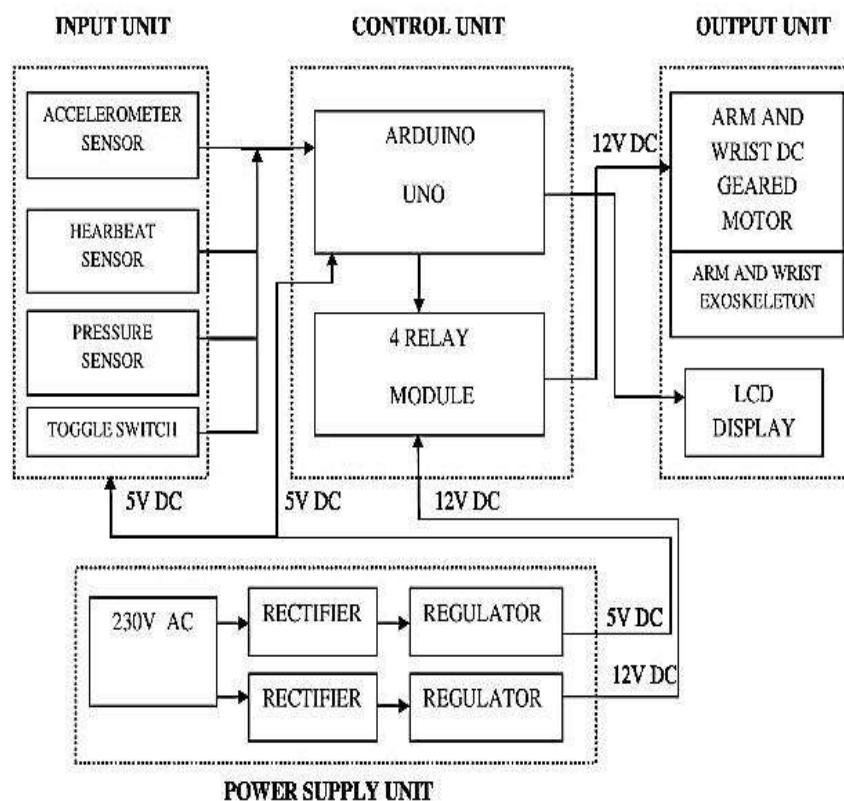 INPUT UNIT
CONTROL UNIT
OUTPUT UNIT
ACCELEROMETER
SENSOR
HEARBEAT
SENSOR
PRESSURE
SENSOR
TOGGLE SWITCH
ARDUINO
UNO
4 RELAY
MODULE
12V DC
ARM AND
WRIST DC
GEARED
MOTOR
ARM AND WRIST
EXOSKELETON
LCD
DISPLAY
5V DC
5V DC
12V DC
230V AC
RECTIFIER
REGULATOR
5V DC
RECTIFIER
REGULATOR
12V DC
POWER SUPPLY UNIT